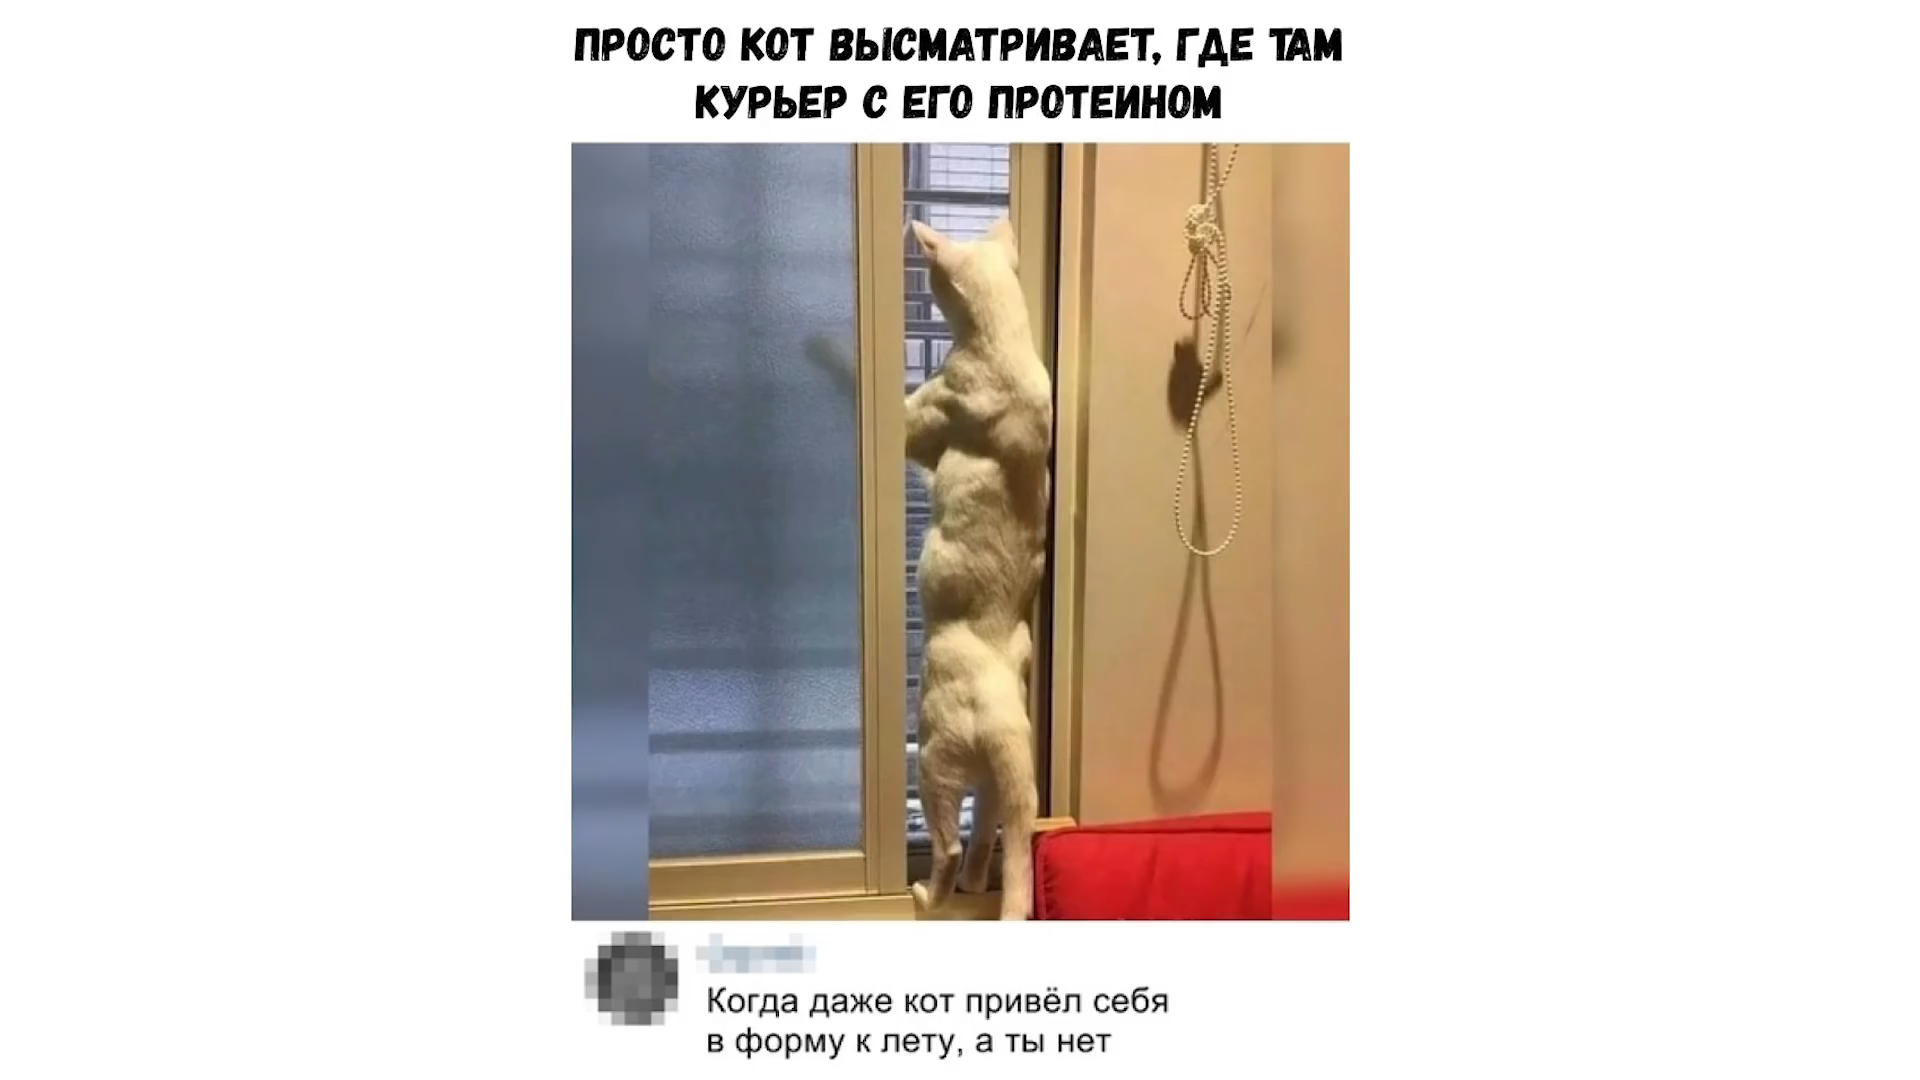 ПРОСТО КОТ ВЫСМАТРИВАЕТ, ГДЕ ТАМ
КУРЬЕР С ЕГО ПРОТЕИНОМ
Когда даже кот привёл себя
в форму к лету, а ты нет